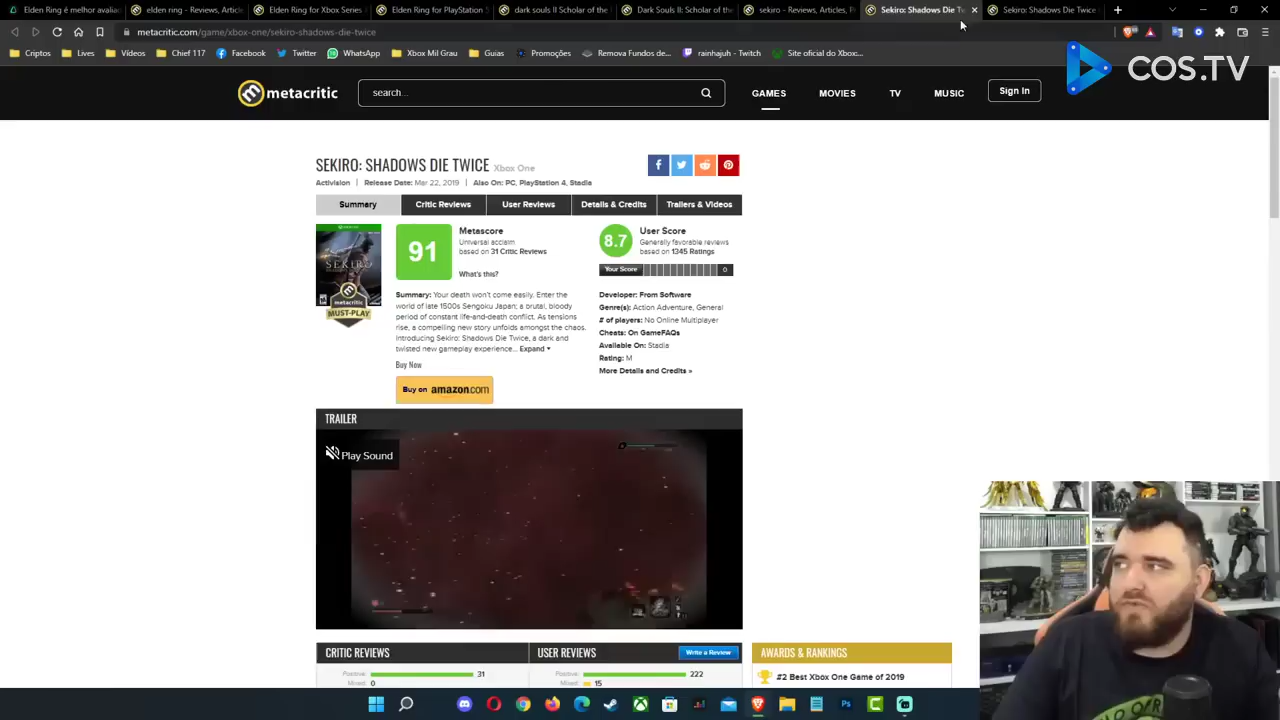 Elden Ring é melhor avaliad
elden ring - Reviews, Article
Elden Ring for Xbox Series
Elden Ring for PlayStation 5
dark souls II Scholar of the
Dark Souls II: Scholar of the
sekiro - Reviews, Articles, P
Sekiro: Shadows Die Tw
Sekiro: Shadows Die Twice
metacritic.com/game/xbox-one/sekiro-shadows-die-twice
Criptos
Lives
Vídeos
Chief 117
Facebook
Twitter
WhatsApp
Xbox Mil Grau
Guias
Promoções
Remova Fundos de...
rainhajuh - Twitch
Site oficial do Xbox:...
COS.TV
metacritic
search...
GAMES
MOVIES
TV
MUSIC
Sign In
SEKIRO: SHADOWS DIE TWICE Xbox One
Activision | Release Date: Mar 22, 2019 | Also On: PC, PlayStation 4, Stadia
Summary
Critic Reviews
User Reviews
Details & Credits
Trailers & Videos
SEKIRO
metacritic
MUST-PLAY
91
Metascore
Universal acclaim
based on 31 Critic Reviews
What's this?
Summary: Your death won't come easily. Enter the
world of late 1500s Sengoku Japan; a brutal, bloody
period of constant life-and-death conflict. As tensions
rise, a compelling new story unfolds amongst the chaos.
Introducing Sekiro: Shadows Die Twice, a dark and
twisted new gameplay experience... Expand
Buy Now
Buy on amazon.com
8.7
User Score
Generally favorable reviews
based on 1345 Ratings
Your Score
0
Developer: From Software
Genre(s): Action Adventure, General
# of players: No Online Multiplayer
Cheats: On GameFAQs
Available On: Stadia
Rating: M
More Details and Credits »
TRAILER
Play Sound
CRITIC REVIEWS
Positive: 31
Mixed: 0
USER REVIEWS
Write a Review
Positive: 222
Mixed: 15
AWARDS & RANKINGS
#2 Best Xbox One Game of 2019